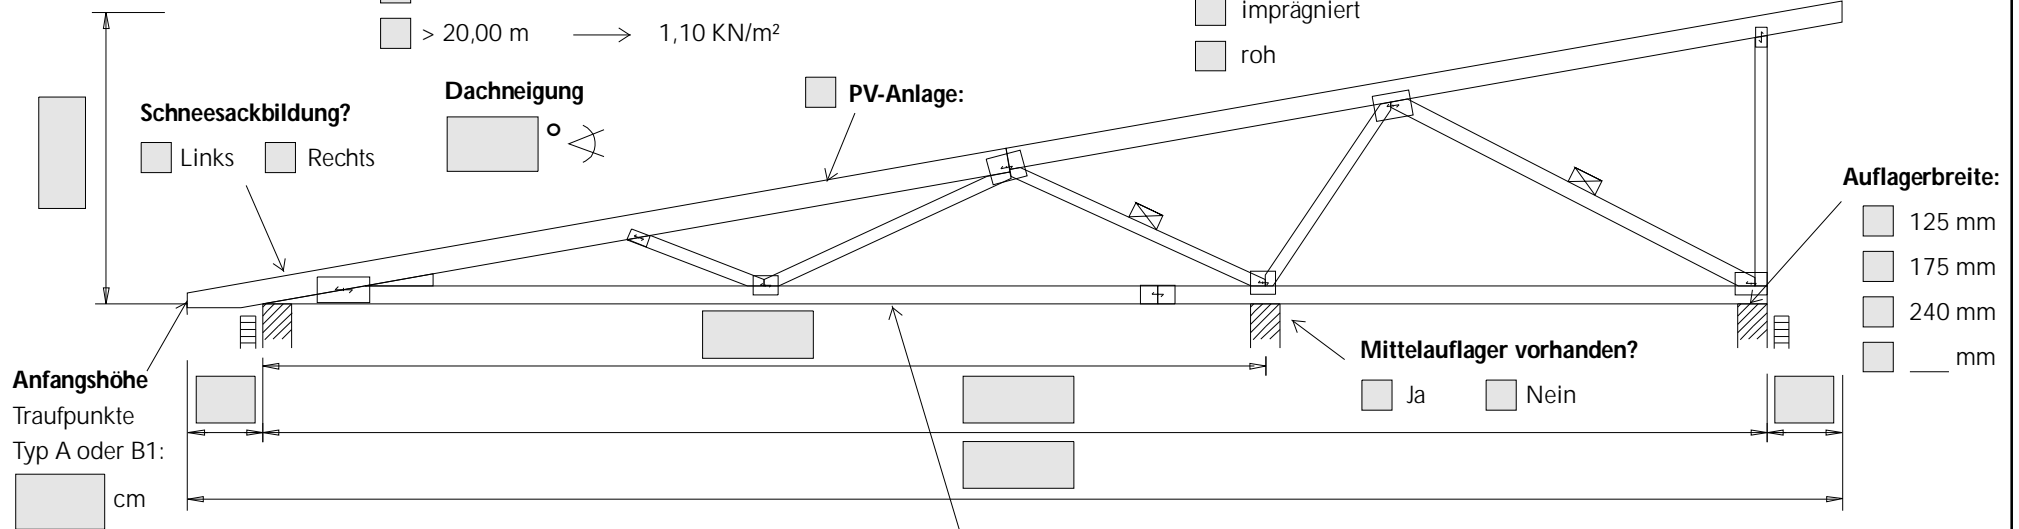 imprägniert
> 20,00 m 1,10 KN/m²
roh
Dachneigung
°
PV-Anlage:
Schneesackbildung?
Links Rechts
Auflagerbreite:
125 mm
175 mm
240 mm
___ mm
Mittelauflager vorhanden?
Ja Nein
Anfangshöhe
Traufpunkte
Typ A oder B1:
cm